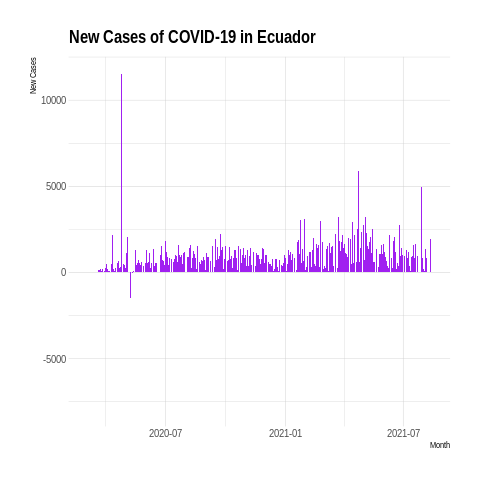 New Cases of COVID-19 in Ecuador
New Cases
10000
5000
0
-5000
2020-07
2021-01
2021-07
Month